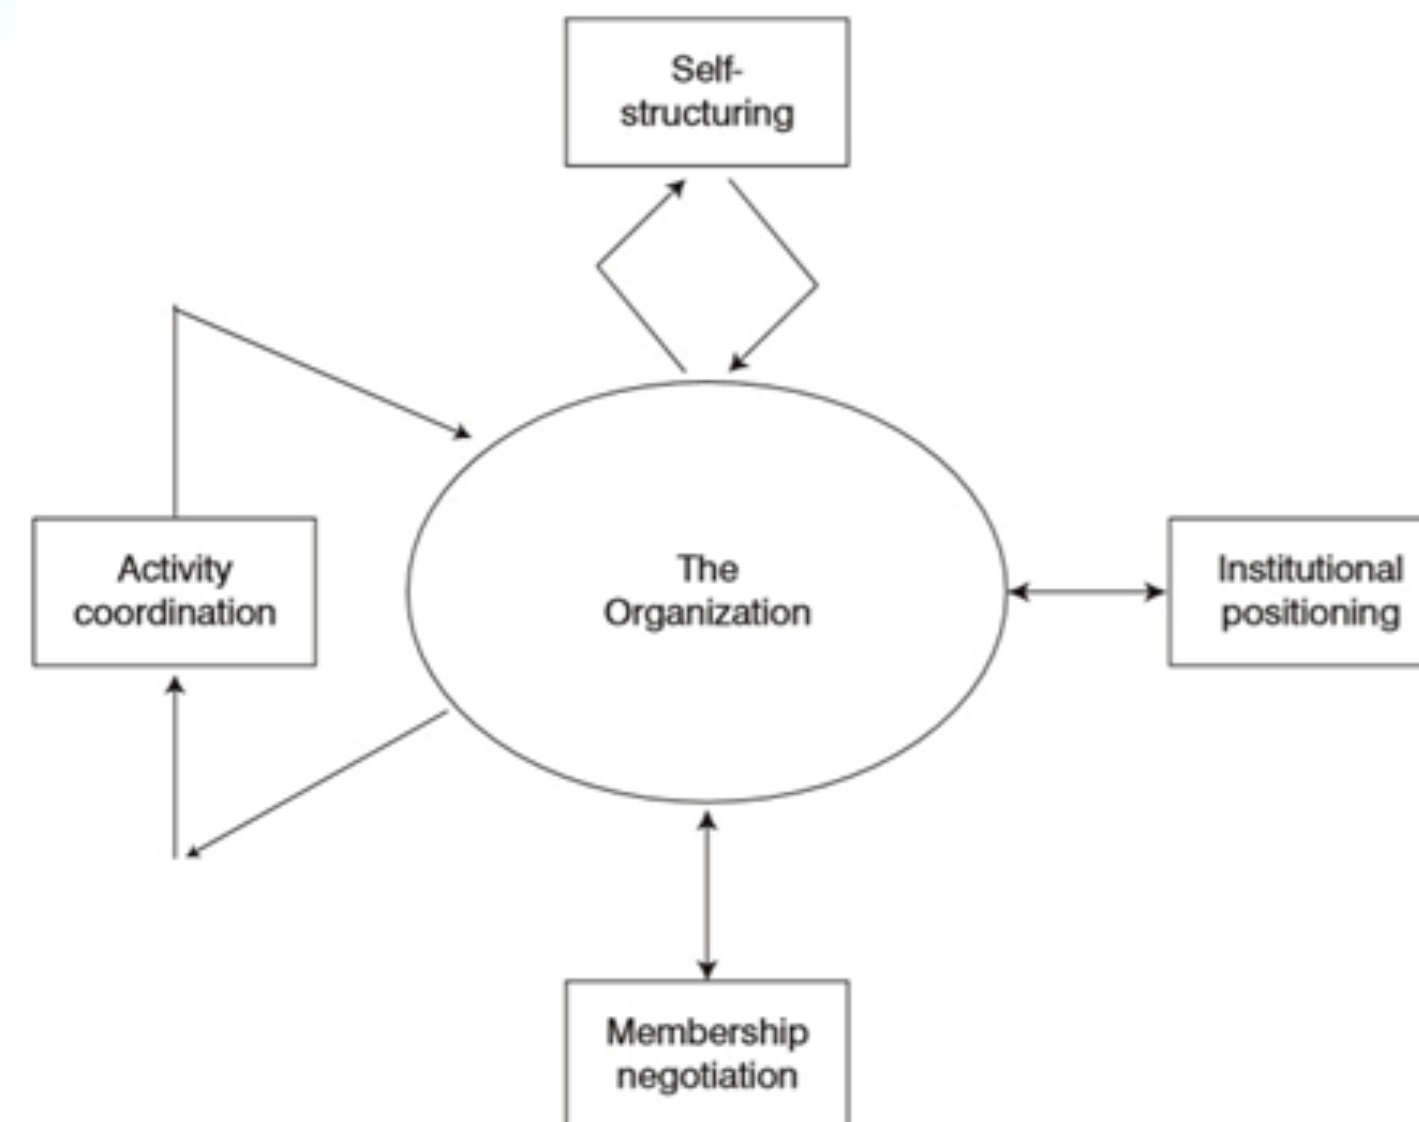 Self-
structuring
Activity
coordination
The
Organization
Institutional
positioning
Membership
negotiation